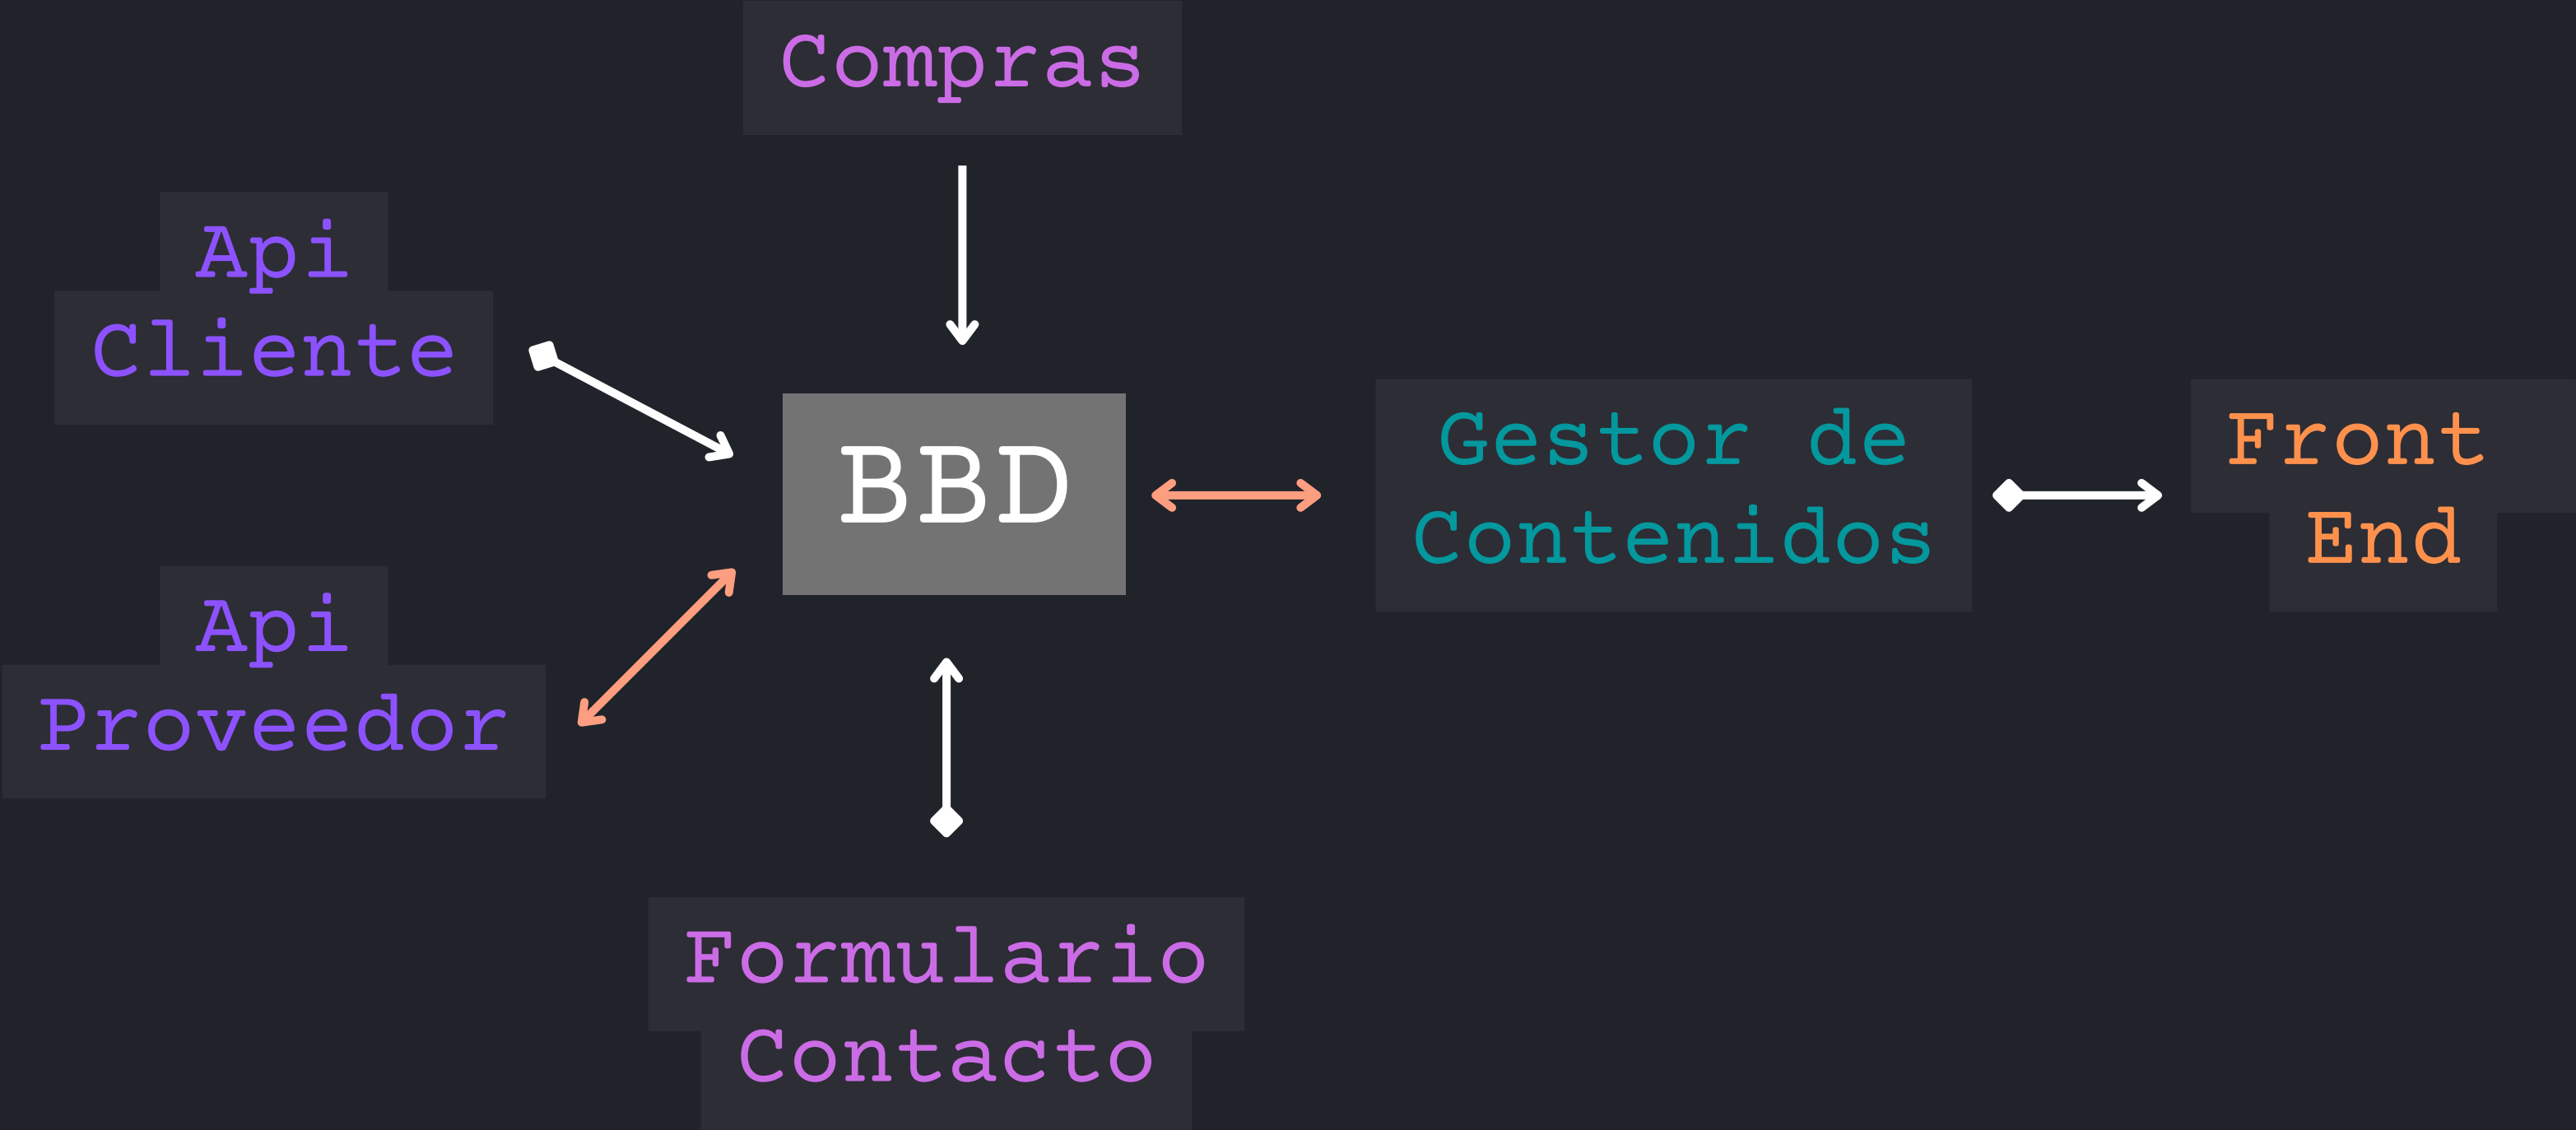 Compras
Api
Cliente
BBD
Gestor de
Contenidos
Front
End
Api
Proveedor
Formulario
Contacto